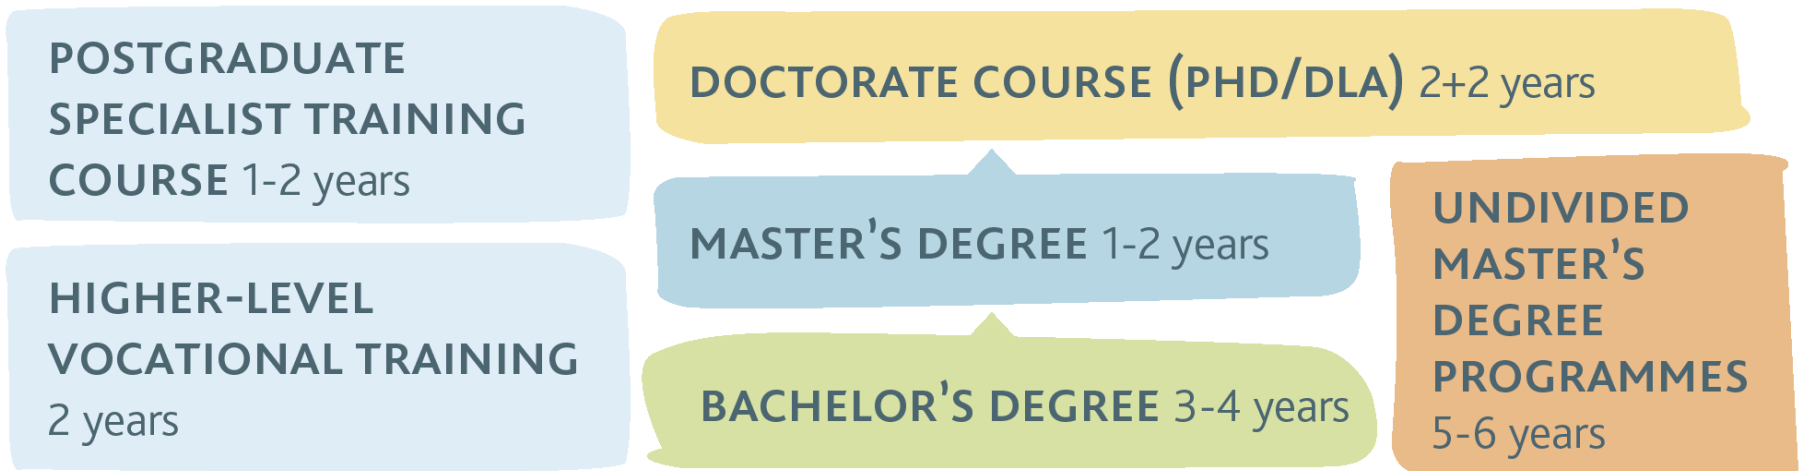 POSTGRADUATE
SPECIALIST TRAINING
COURSE 1-2 years
HIGHER-LEVEL
VOCATIONAL TRAINING
2 years
DOCTORATE COURSE (PHD/DLA) 2+2 years
MASTER'S DEGREE 1-2 years
BACHELOR'S DEGREE 3-4 years
UNDIVIDED
MASTER'S
DEGREE
PROGRAMMES
5-6 years